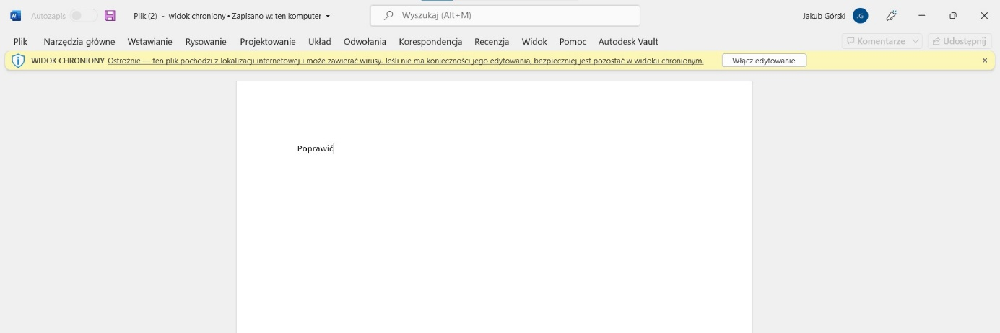 Autozapis Plik (2) - widok chroniony • Zapisano w: ten komputer Wyszukaj (Alt+M) Jakub Górski JG
Plik Narzędzia główne Wstawianie Rysowanie Projektowanie Układ Odwołania Korespondencja Recenzja Widok Pomoc Autodesk Vault Komentarze Udostępnij
WIDOK CHRONIONY Ostrożnie — ten plik pochodzi z lokalizacji internetowej i może zawierać wirusy. Jeśli nie ma konieczności jego edytowania, bezpieczniej jest pozostać w widoku chronionym. Włącz edytowanie
Poprawić